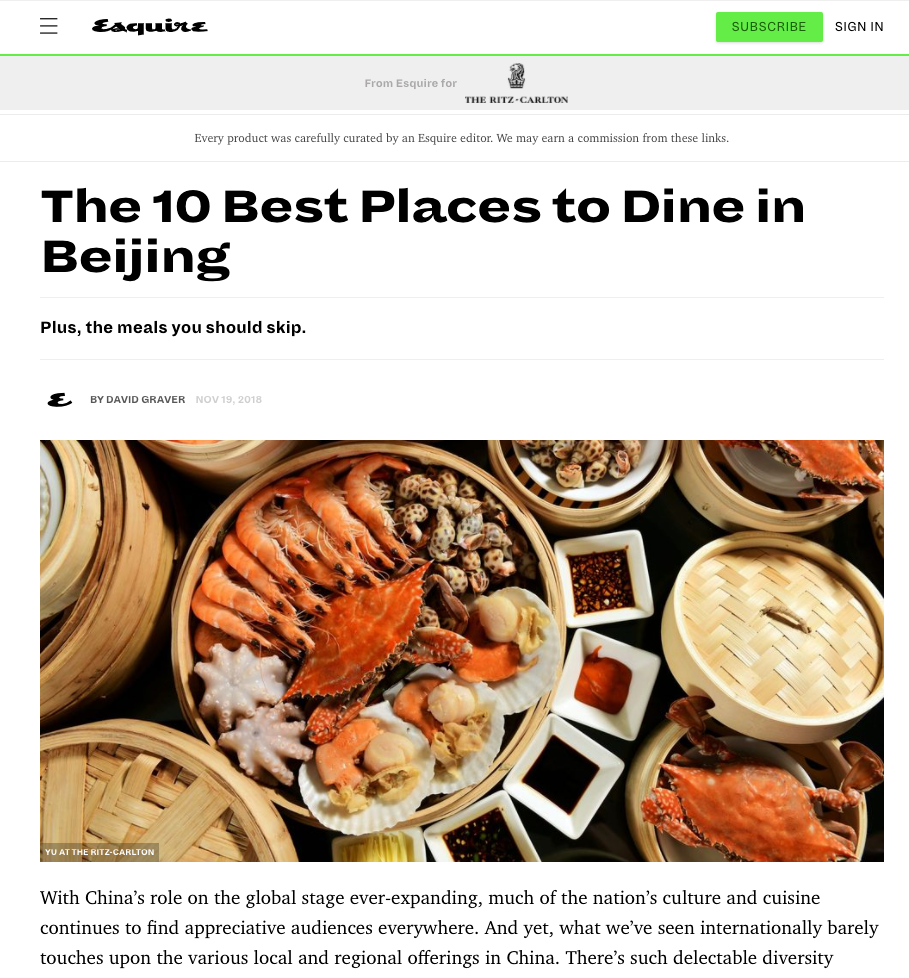 Esquire
SUBSCRIBE
SIGN IN
From Esquire for
THE RITZ-CARLTON
Every product was carefully curated by an Esquire editor. We may earn a commission from these links.
The 10 Best Places to Dine in
Beijing
Plus, the meals you should skip.
E
BY DAVID GRAVER
NOV 19, 2018
YU AT THE RITZ-CARLTON
With China’s role on the global stage ever-expanding, much of the nation’s culture and cuisine
continues to find appreciative audiences everywhere. And yet, what we’ve seen internationally barely
touches upon the various local and regional offerings in China. There’s such delectable diversity